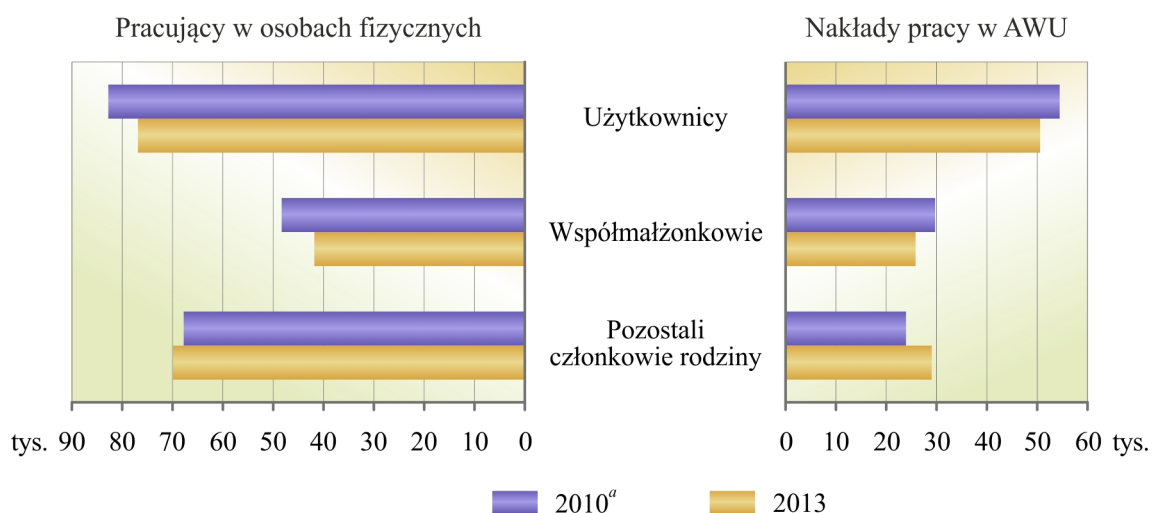 Pracujący w osobach fizycznych
Nakłady pracy w AWU
Użytkownicy
Współmałżonkowie
Pozostali
członkowie rodziny
tys. 90 80 70 60 50 40 30 20 10 0
0 10 20 30 40 50 60 tys.
2010a 2013